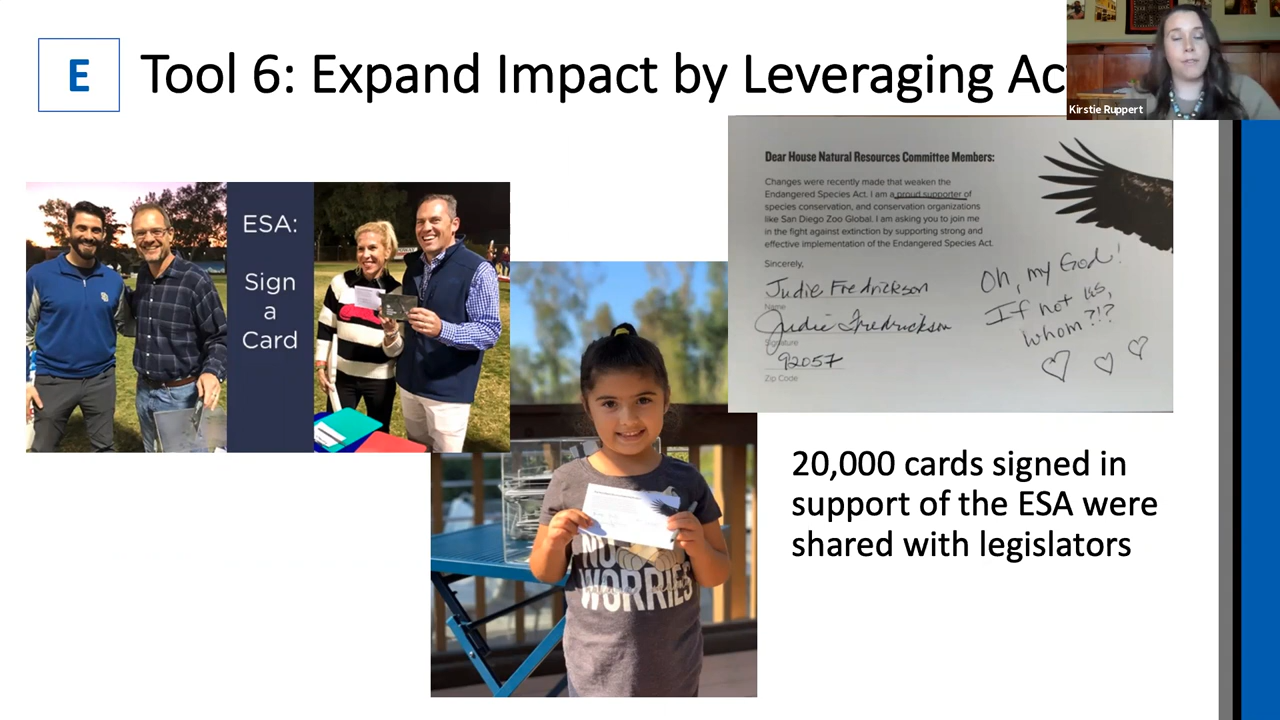 E
Tool 6: Expand Impact by Leveraging Act
Kirstie Ruppert
ESA:
Sign
a
Card
Dear House Natural Resources Committee Members:
Changes were recently made that weaken the
Endangered Species Act. I am a proud supporter of
species conservation, and conservation organizations
like San Diego Zoo Global. I am asking you to join me
in the fight against extinction by supporting strong and
effective implementation of the Endangered Species Act.
Sincerely,
Judie Fredrickson
Name
Judie Fredrickson
Signature
92057
Zip Code
Oh, my God!
If not us,
whom?!?
NO
WORRIES
20,000 cards signed in
support of the ESA were
shared with legislators